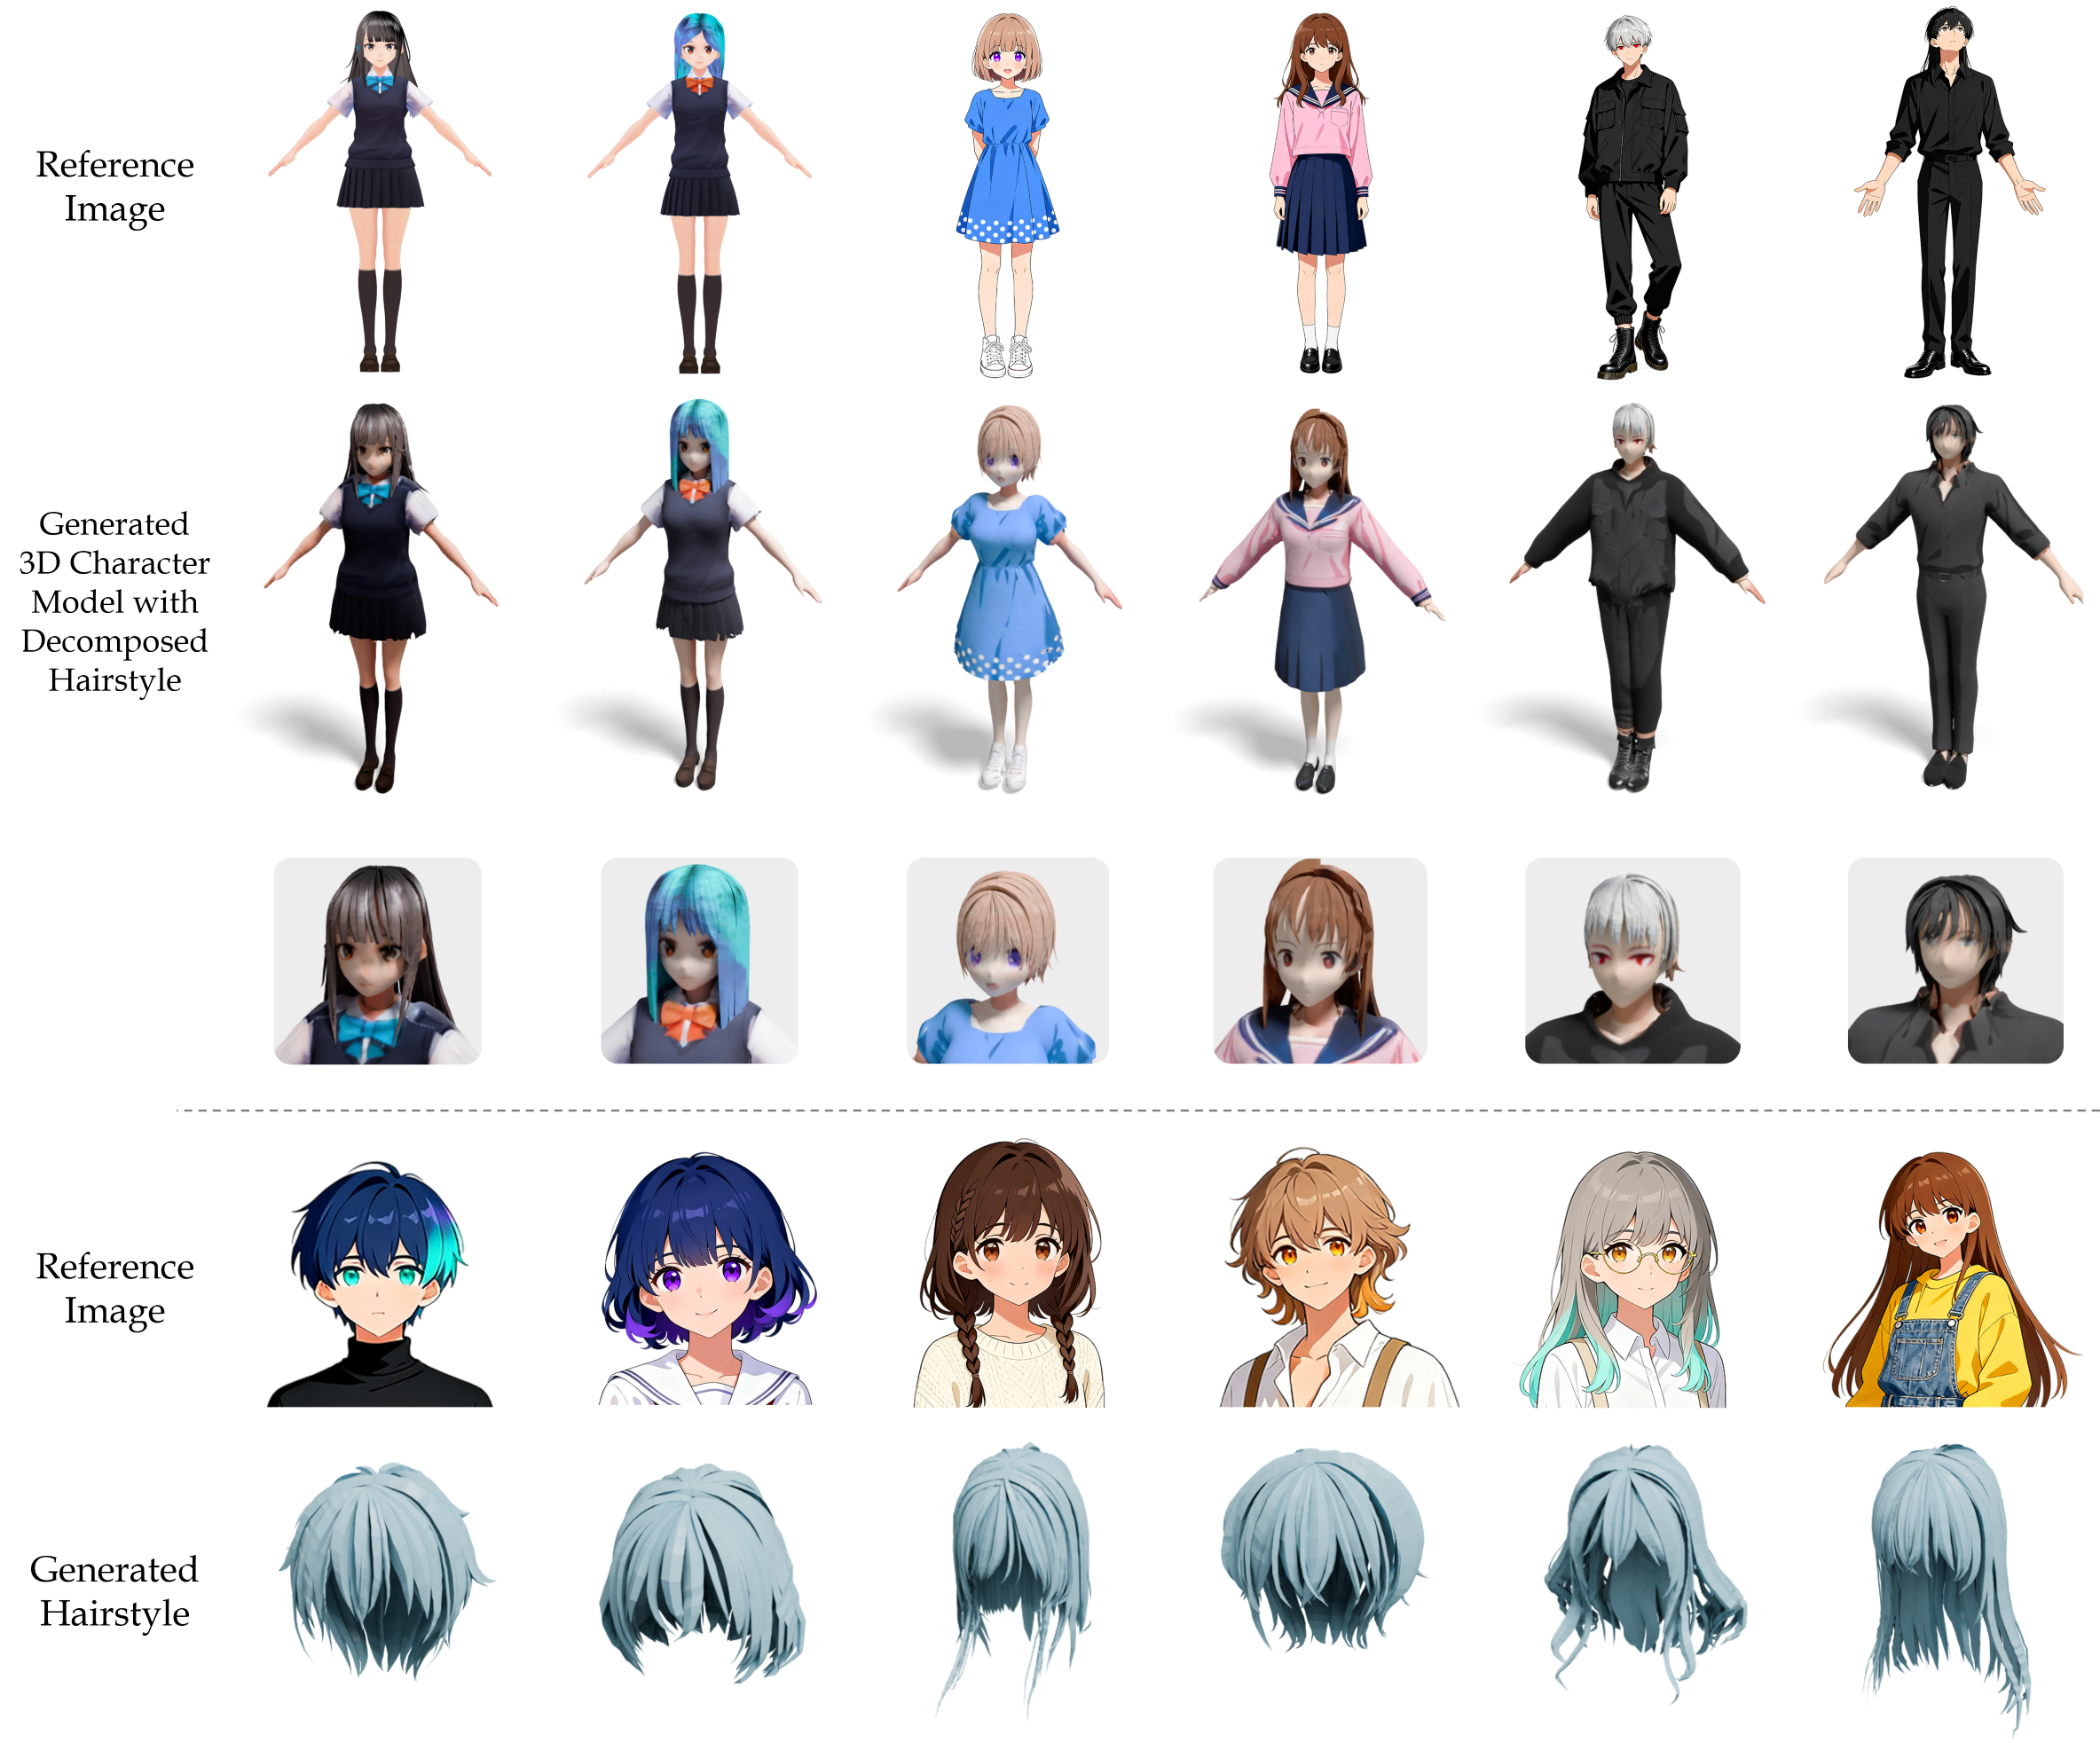 Reference
Image
Generated
3D Character
Model with
Decomposed
Hairstyle
Reference
Image
Generated
Hairstyle